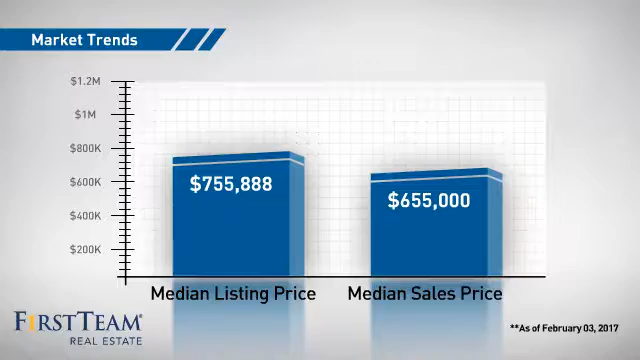 Market Trends
$1.2M
$1M
$800K
$600K
$400K
$200K
$755,888
$655,000
Median Listing Price
Median Sales Price
FIRSTTEAM®
REAL ESTATE
**As of February 03, 2017